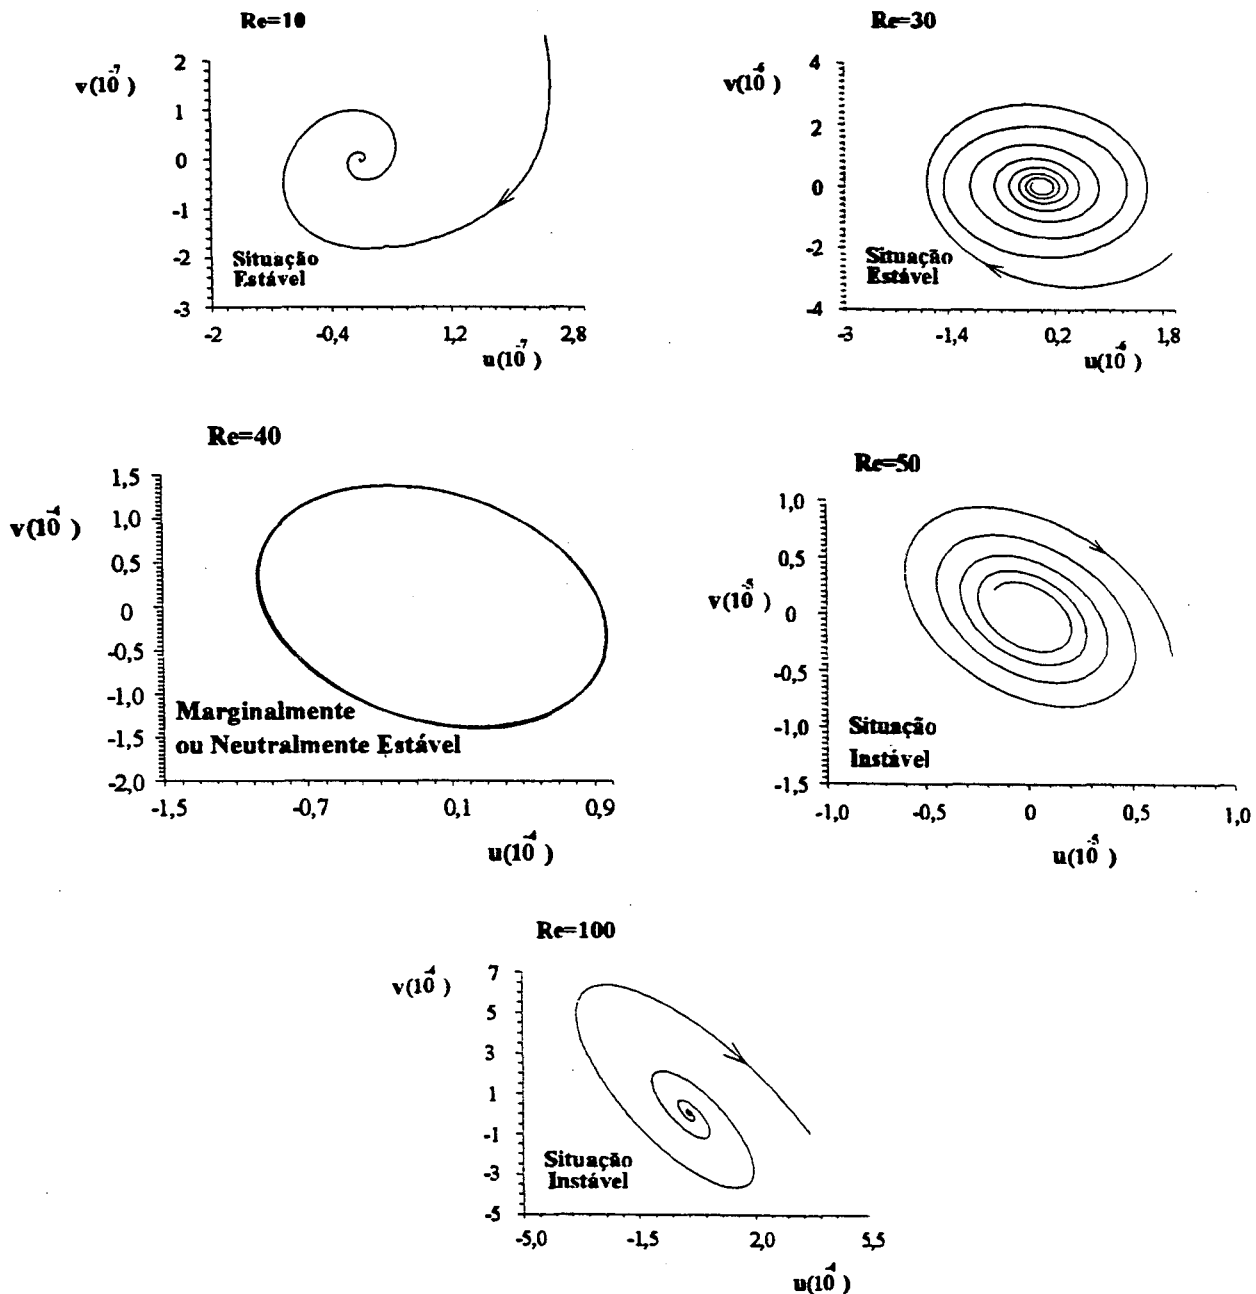 Re=10
v(10⁻⁷)
2
1
0
-1
-2
-3
Situação
Estável
-2
-0,4
1,2
2,8
u(10⁻⁷)
Re=30
v(10⁻⁶)
4
2
0
-2
-4
Situação
Estável
-3
-1,4
0,2
1,8
u(10⁻⁶)
Re=40
v(10⁻⁴)
1,5
1,0
0,5
0
-0,5
-1,0
-1,5
-2,0
Marginalmente
ou Neutralmente Estável
-1,5
-0,7
0,1
0,9
u(10⁻⁴)
Re=50
v(10⁻⁵)
1,0
0,5
0
-0,5
-1,0
-1,5
Situação
Instável
-1,0
-0,5
0
0,5
1,0
u(10⁻⁵)
Re=100
v(10⁻⁴)
7
5
3
1
-1
-3
-5
Situação
Instável
-5,0
-1,5
2,0
5,5
u(10⁻⁴)